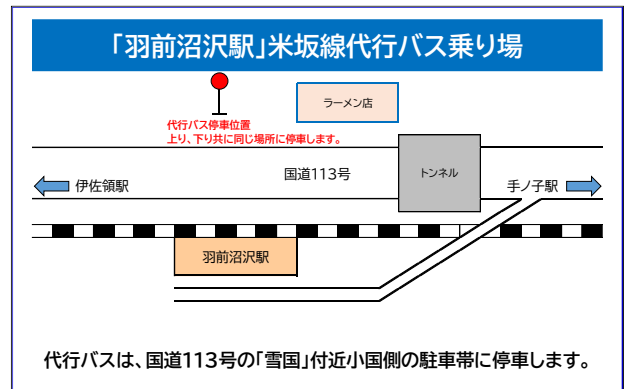 「羽前沼沢駅」米坂線代行バス乗り場
ラーメン店
代行バス停車位置
上り、下り共に同じ場所に停車します。
国道113号
トンネル
伊佐領駅
手ノ子駅
羽前沼沢駅
代行バスは、国道113号の「雪国」付近小国側の駐車帯に停車します。